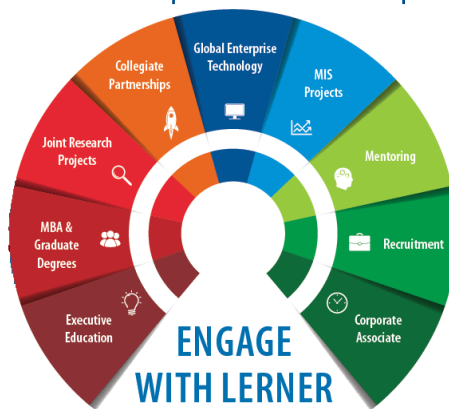 Global Enterprise
Technology
Collegiate
Partnerships
MIS
Projects
Joint Research
Projects
Mentoring
MBA &
Graduate
Degrees
Recruitment
Executive
Education
Corporate
Associate
ENGAGE
WITH LERNER